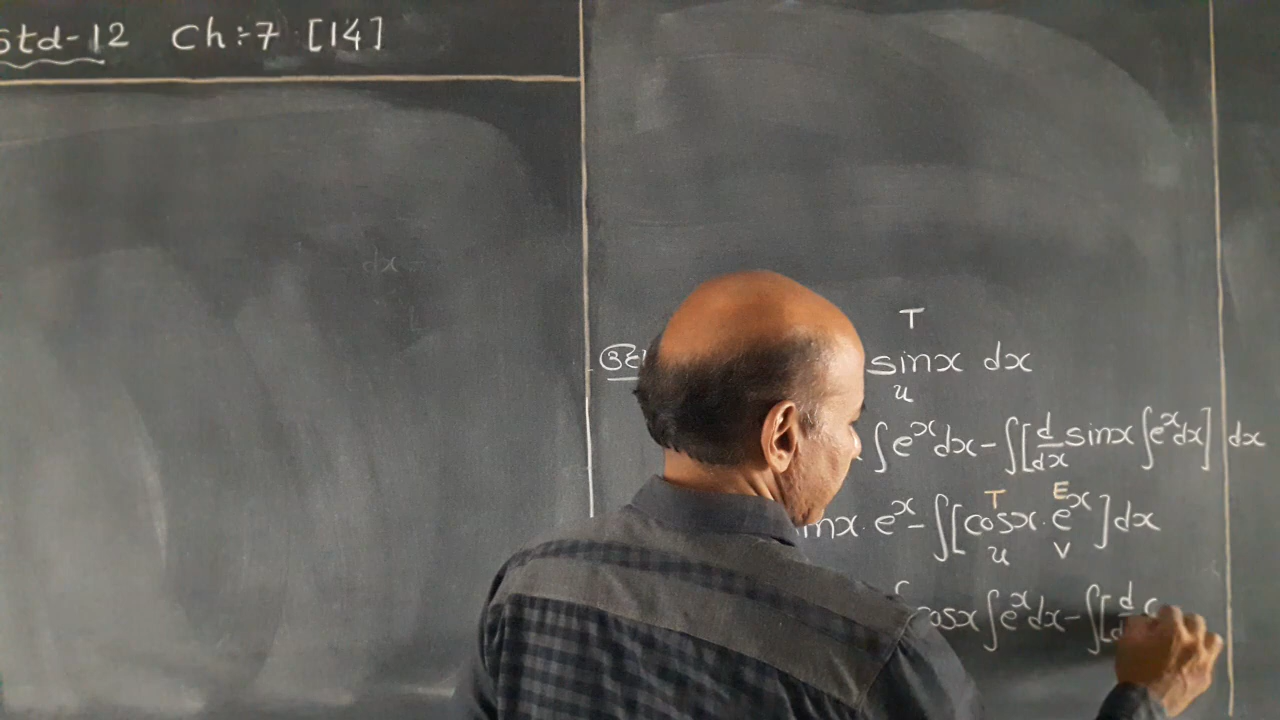 Std-12 Ch:7 [14]
T
sinx dx
u
∫e^x dx - ∫[d/dx sinx ∫e^x dx] dx
T E
inx · e^x - ∫[cosx · e^x] dx
u v
cosx ∫e^x dx - ∫[d